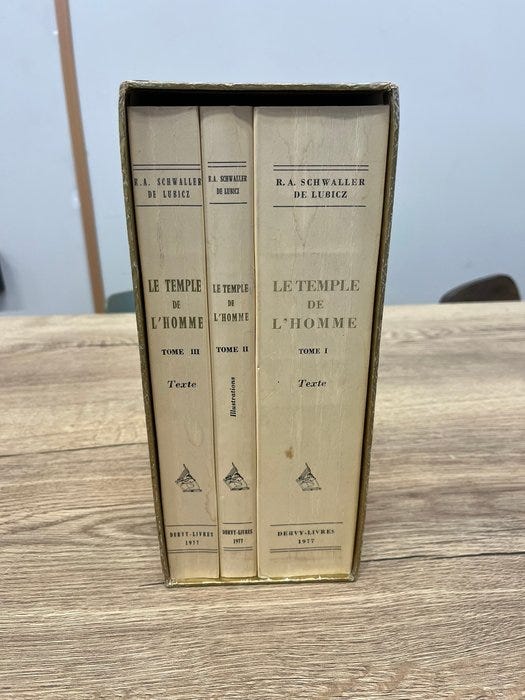 R.A. SCHWALLER
DE LUBICZ
LE TEMPLE
DE
L'HOMME
TOME III
Texte
DERVY-LIVRES
1977
R.A. SCHWALLER
DE LUBICZ
LE TEMPLE
DE
L'HOMME
TOME II
Illustrations
DERVY-LIVRES
1977
R.A. SCHWALLER
DE LUBICZ
LE TEMPLE
DE
L'HOMME
TOME I
Texte
DERVY-LIVRES
1977